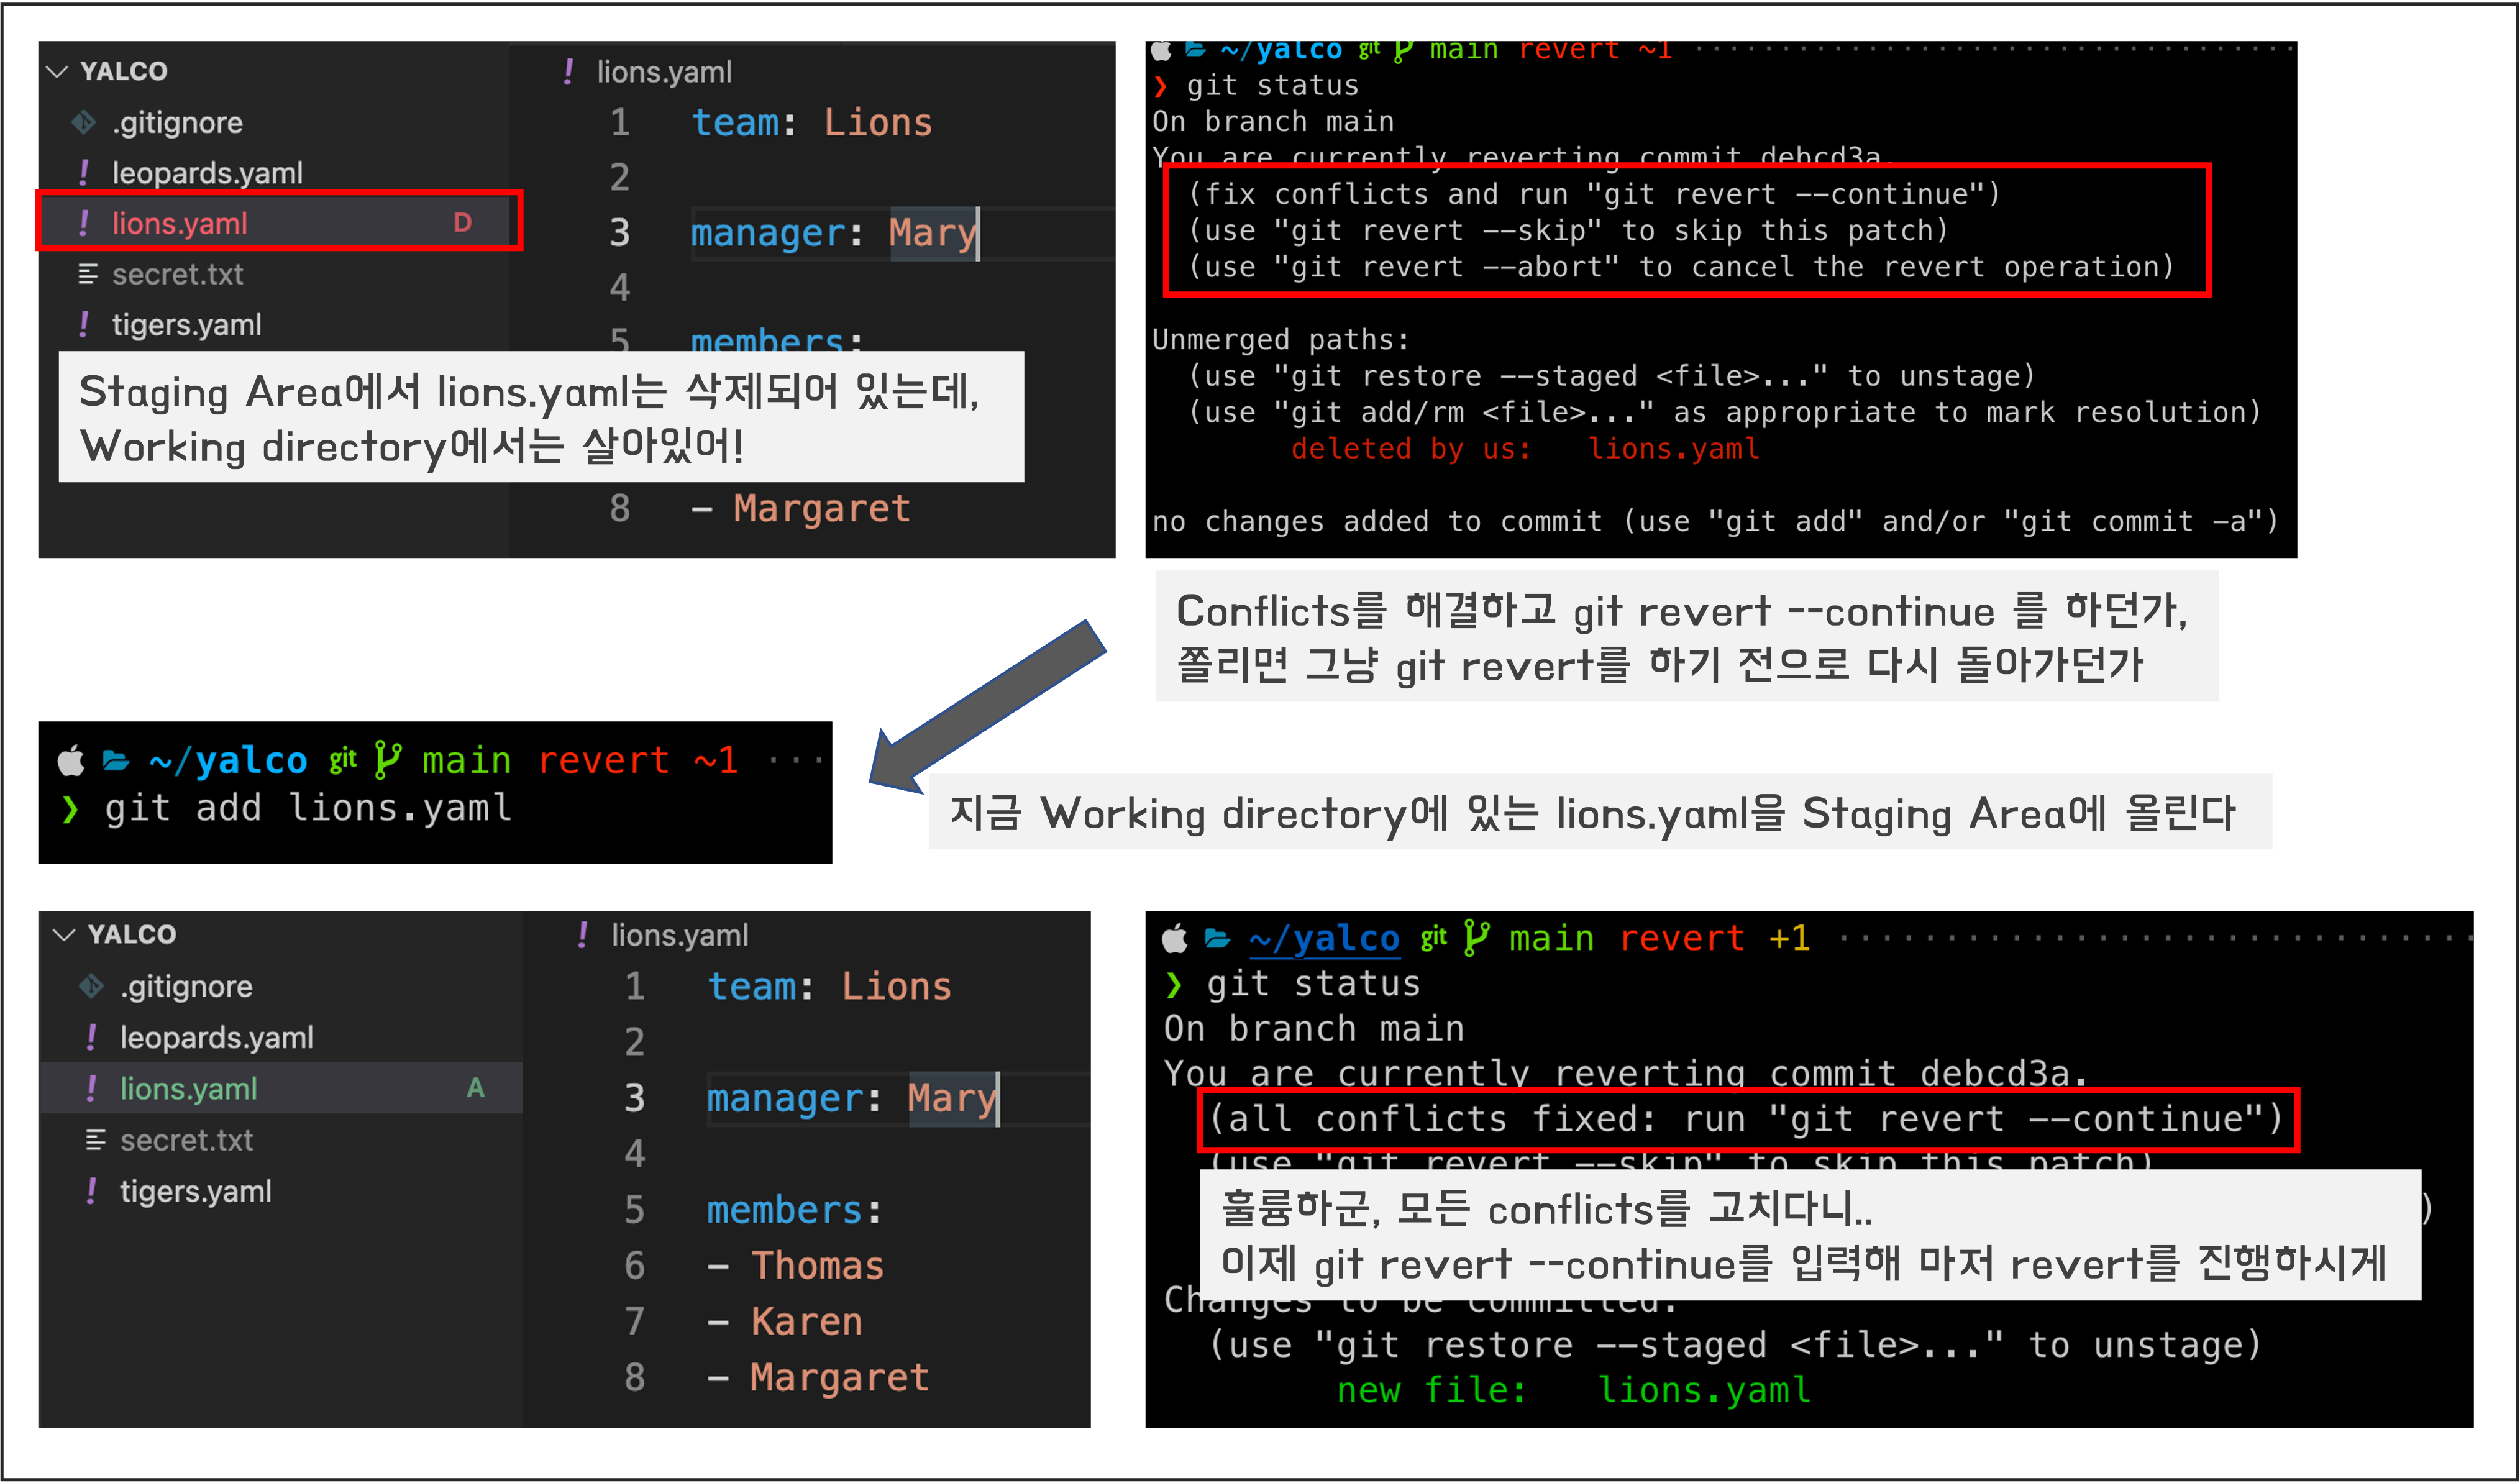 YALCO
.gitignore
leopards.yaml
lions.yaml D
secret.txt
tigers.yaml
! lions.yaml
1 team: Lions
2
3 manager: Mary
4
5 members:
8 - Margaret
Staging Area에서 lions.yaml는 삭제되어 있는데,
Working directory에서는 살아있어!
~/yalco git main revert ~1
❯ git status
On branch main
You are currently reverting commit debcd3a.
(fix conflicts and run "git revert --continue")
(use "git revert --skip" to skip this patch)
(use "git revert --abort" to cancel the revert operation)
Unmerged paths:
(use "git restore --staged <file>..." to unstage)
(use "git add/rm <file>..." as appropriate to mark resolution)
deleted by us: lions.yaml
no changes added to commit (use "git add" and/or "git commit -a")
Conflicts를 해결하고 git revert --continue 를 하던가,
쫄리면 그냥 git revert를 하기 전으로 다시 돌아가던가
~/yalco git main revert ~1 ...
❯ git add lions.yaml
지금 Working directory에 있는 lions.yaml을 Staging Area에 올린다
YALCO
.gitignore
! leopards.yaml
! lions.yaml A
secret.txt
! tigers.yaml
! lions.yaml
1 team: Lions
2
3 manager: Mary
4
5 members:
6 - Thomas
7 - Karen
8 - Margaret
~/yalco git main revert +1
❯ git status
On branch main
You are currently reverting commit debcd3a.
(all conflicts fixed: run "git revert --continue")
(use "git revert --skip" to skip this patch)
훌륭하군, 모든 conflicts를 고치다니..
이제 git revert --continue를 입력해 마저 revert를 진행하시게
Changes to be committed:
(use "git restore --staged <file>..." to unstage)
new file: lions.yaml